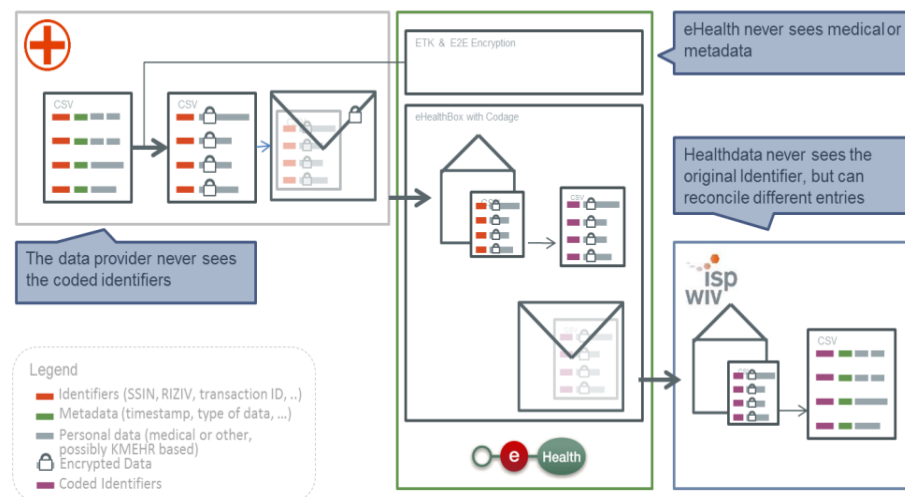 ETK & E2E Encryption
eHealth never sees medical or
metadata
CSV
CSV
eHealthBox with Codage
CSV
CSV
Healthdata never sees the
original Identifier, but can
reconcile different entries
The data provider never sees
the coded identifiers
isp
WIV
CSV
Legend
Identifiers (SSIN, RIZIV, transaction ID, ..)
Metadata (timestamp, type of data, ...)
Personal data (medical or other,
possibly KMEHR based)
Encrypted Data
Coded Identifiers
e Health